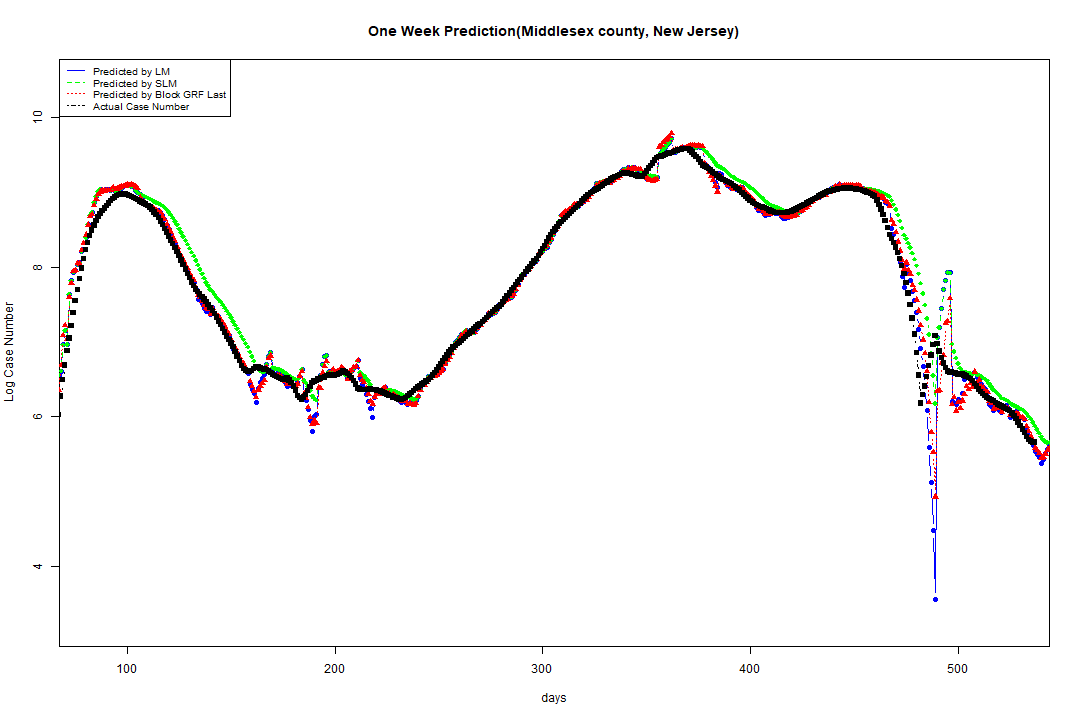 One Week Prediction(Middlesex county, New Jersey)
Predicted by LM
Predicted by SLM
Predicted by Block GRF Last
Actual Case Number
10
8
6
4
Log Case Number
100 200 300 400 500
days